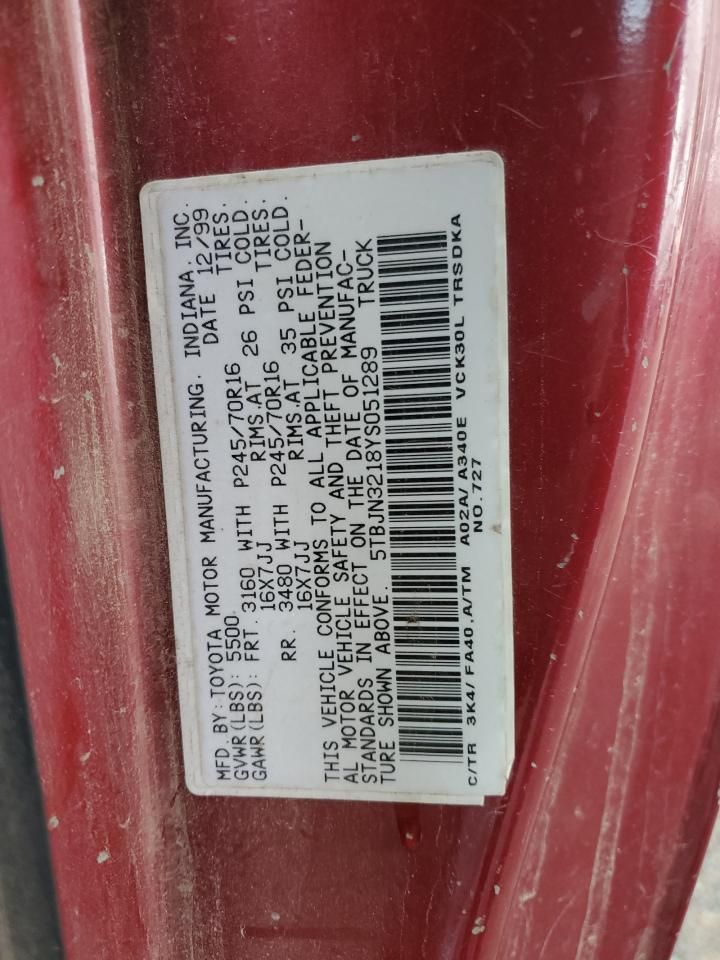 MFD. BY: TOYOTA MOTOR MANUFACTURING. INDIANA. INC.
GVWR(LBS): 5500 DATE 12/99
GAWR(LBS): FRT. 3160 WITH P245/70R16 TIRES.
16X7JJ RIMS.AT 26 PSI COLD.
RR. 3480 WITH P245/70R16 TIRES.
16X7JJ RIMS.AT 35 PSI COLD.
THIS VEHICLE CONFORMS TO ALL APPLICABLE FEDER-
AL MOTOR VEHICLE SAFETY AND THEFT PREVENTION
STANDARDS IN EFFECT ON THE DATE OF MANUFAC-
TURE SHOWN ABOVE. 5TBJN3218YS051289 TRUCK
C/TR 3K4/FA40,A/TM A02A/A340E VCK30L TRSDKA
NO.727